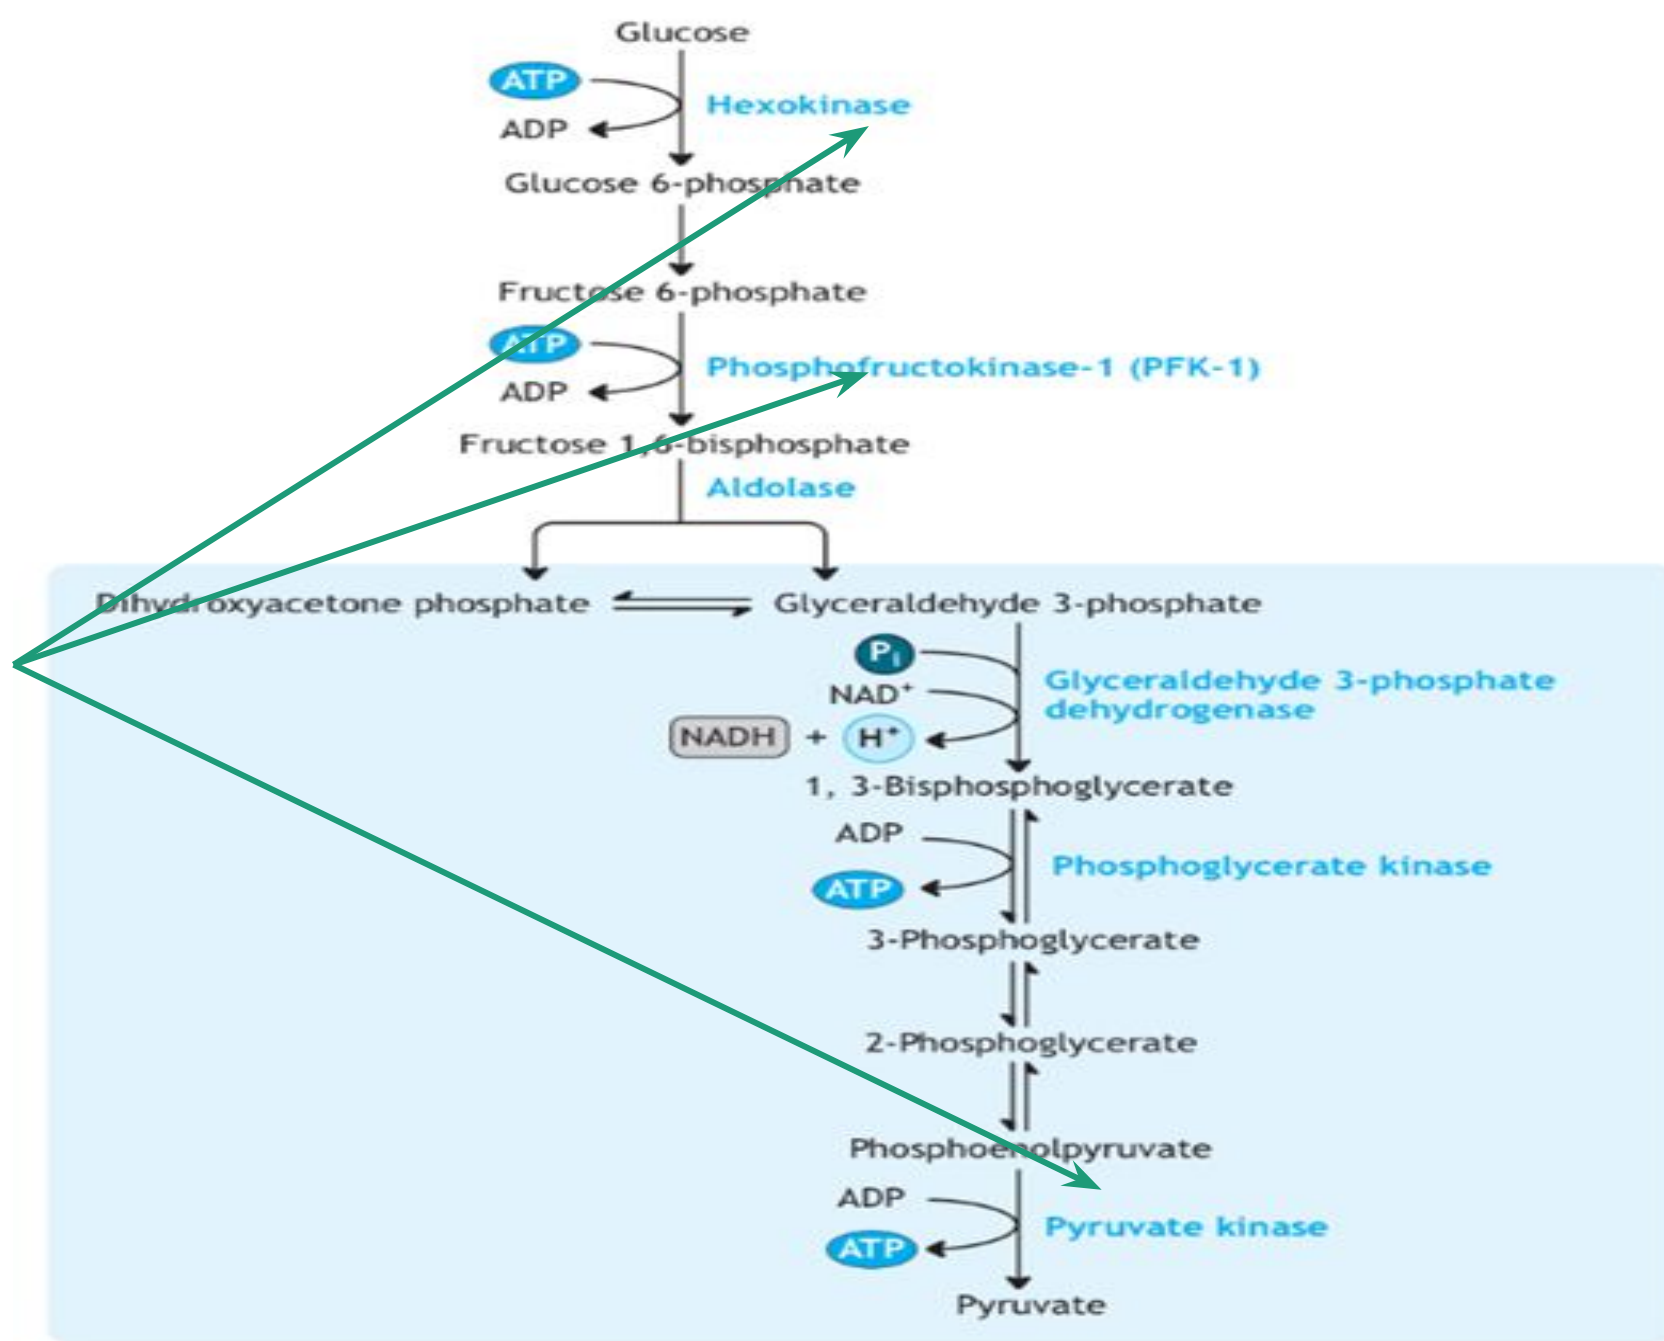 Glucose
ATP
Hexokinase
ADP
Glucose 6-phosphate
Fructose 6-phosphate
ATP
Phosphofructokinase-1 (PFK-1)
ADP
Fructose 1,6-bisphosphate
Aldolase
Dihydroxyacetone phosphate
Glyceraldehyde 3-phosphate
Pi
NAD+
Glyceraldehyde 3-phosphate
dehydrogenase
NADH + H+
1, 3-Bisphosphoglycerate
ADP
Phosphoglycerate kinase
ATP
3-Phosphoglycerate
2-Phosphoglycerate
Phosphoenolpyruvate
ADP
Pyruvate kinase
ATP
Pyruvate